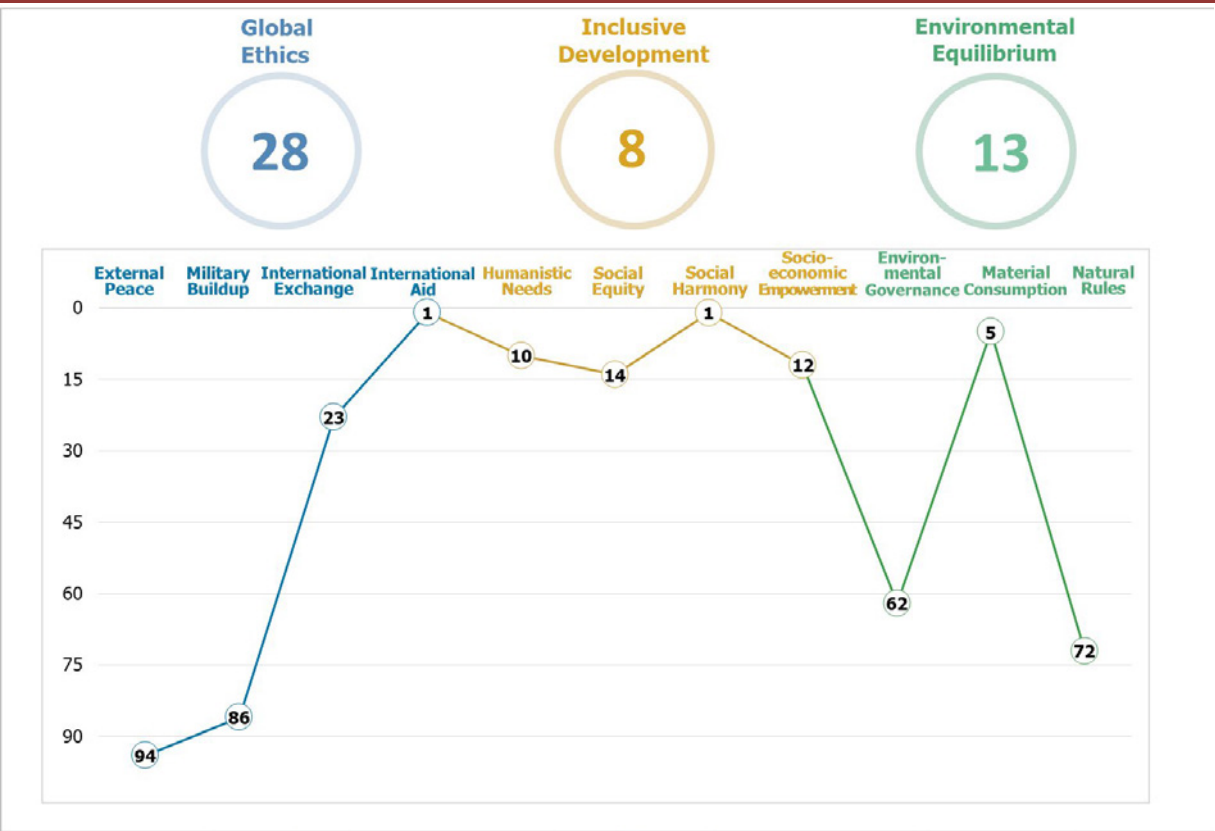 Global
Ethics
28
Inclusive
Development
8
Environmental
Equilibrium
13
External
Peace
Military
Buildup
International
Exchange
International
Aid
Humanistic
Needs
Social
Equity
Social
Harmony
Socio-
economic
Empowerment
Environ-
mental
Governance
Material
Consumption
Natural
Rules
0
15
30
45
60
75
90
94
86
23
1
10
14
1
12
62
5
72